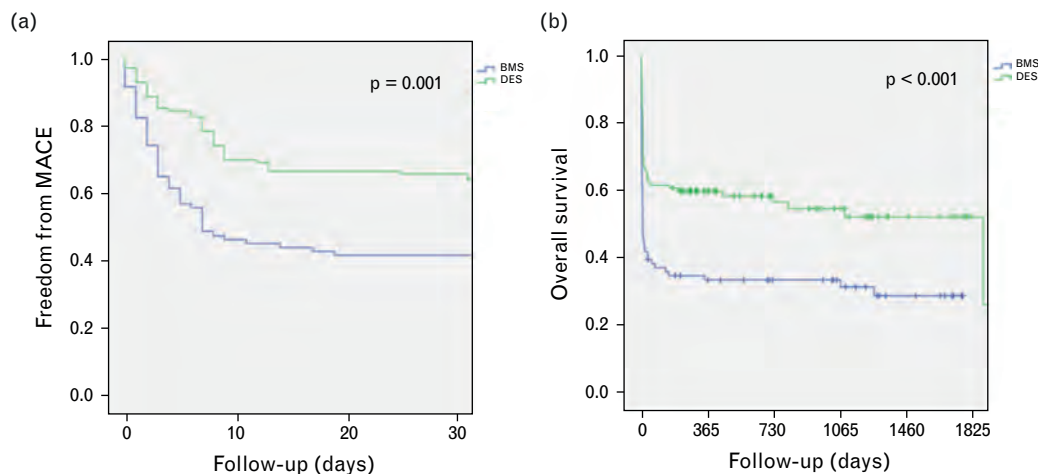 (a)
Freedom from MACE
1.0
0.8
0.6
0.4
0.2
0.0
p = 0.001
BMS
DES
0 10 20 30
Follow-up (days)
(b)
Overall survival
1.0
0.8
0.6
0.4
0.2
0.0
p < 0.001
BMS
DES
0 365 730 1065 1460 1825
Follow-up (days)